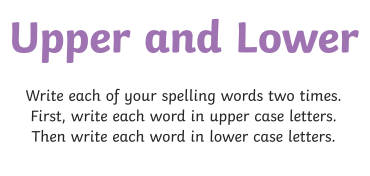 Upper and Lower
Write each of your spelling words two times.
First, write each word in upper case letters.
Then write each word in lower case letters.